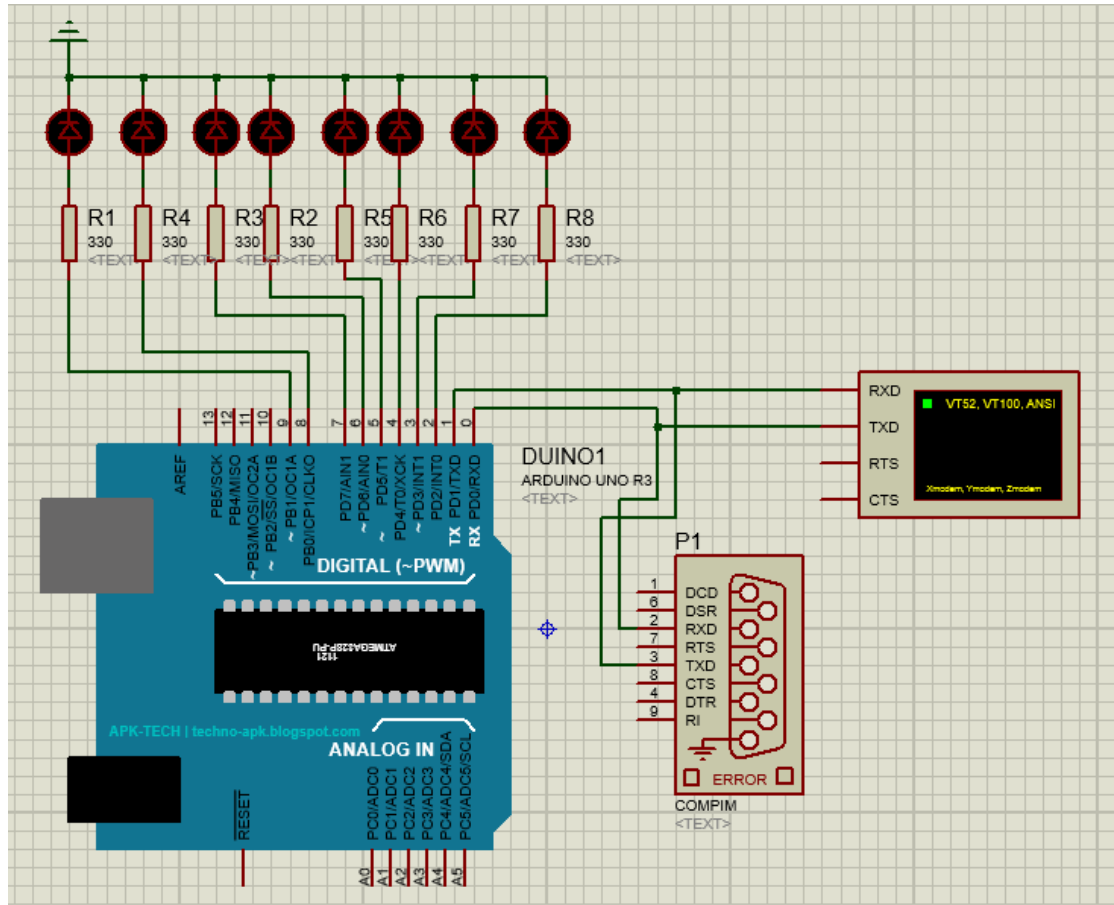 R1 R4 R3 R2 R5 R6 R7 R8
330 330 330 330 330 330 330 330
<TEXT> <TEXT> <TEXT> <TEXT> <TEXT> <TEXT> <TEXT> <TEXT>
RXD
VT52, VT100, ANSI
TXD
RTS
Xmodem, Ymodem, Zmodem
CTS
13 12 11 10 9 8 7 6 5 4 3 2 1 0
DUINO1
ARDUINO UNO R3
<TEXT>
AREF
PB5/SCK
PB4/MISO
~PB3/MOSI/OC2A
~ PB2/SS/OC1B
~ PB1/OC1A
PB0/ICP1/CLKO
PD7/AIN1
~ PD6/AIN0
~ PD5/T1
PD4/T0/XCK
~ PD3/INT1
PD2/INT0
TX PD1/TXD
RX PD0/RXD
DIGITAL (~PWM)
1121
ATMEGA328P-PU
APK-TECH | techno-apk.blogspot.com
ANALOG IN
RESET
PC0/ADC0
PC1/ADC1
PC2/ADC2
PC3/ADC3
PC4/ADC4/SDA
PC5/ADC5/SCL
A0 A1 A2 A3 A4 A5
P1
1 DCD
6 DSR
2 RXD
7 RTS
3 TXD
8 CTS
4 DTR
9 RI
ERROR
COMPIM
<TEXT>